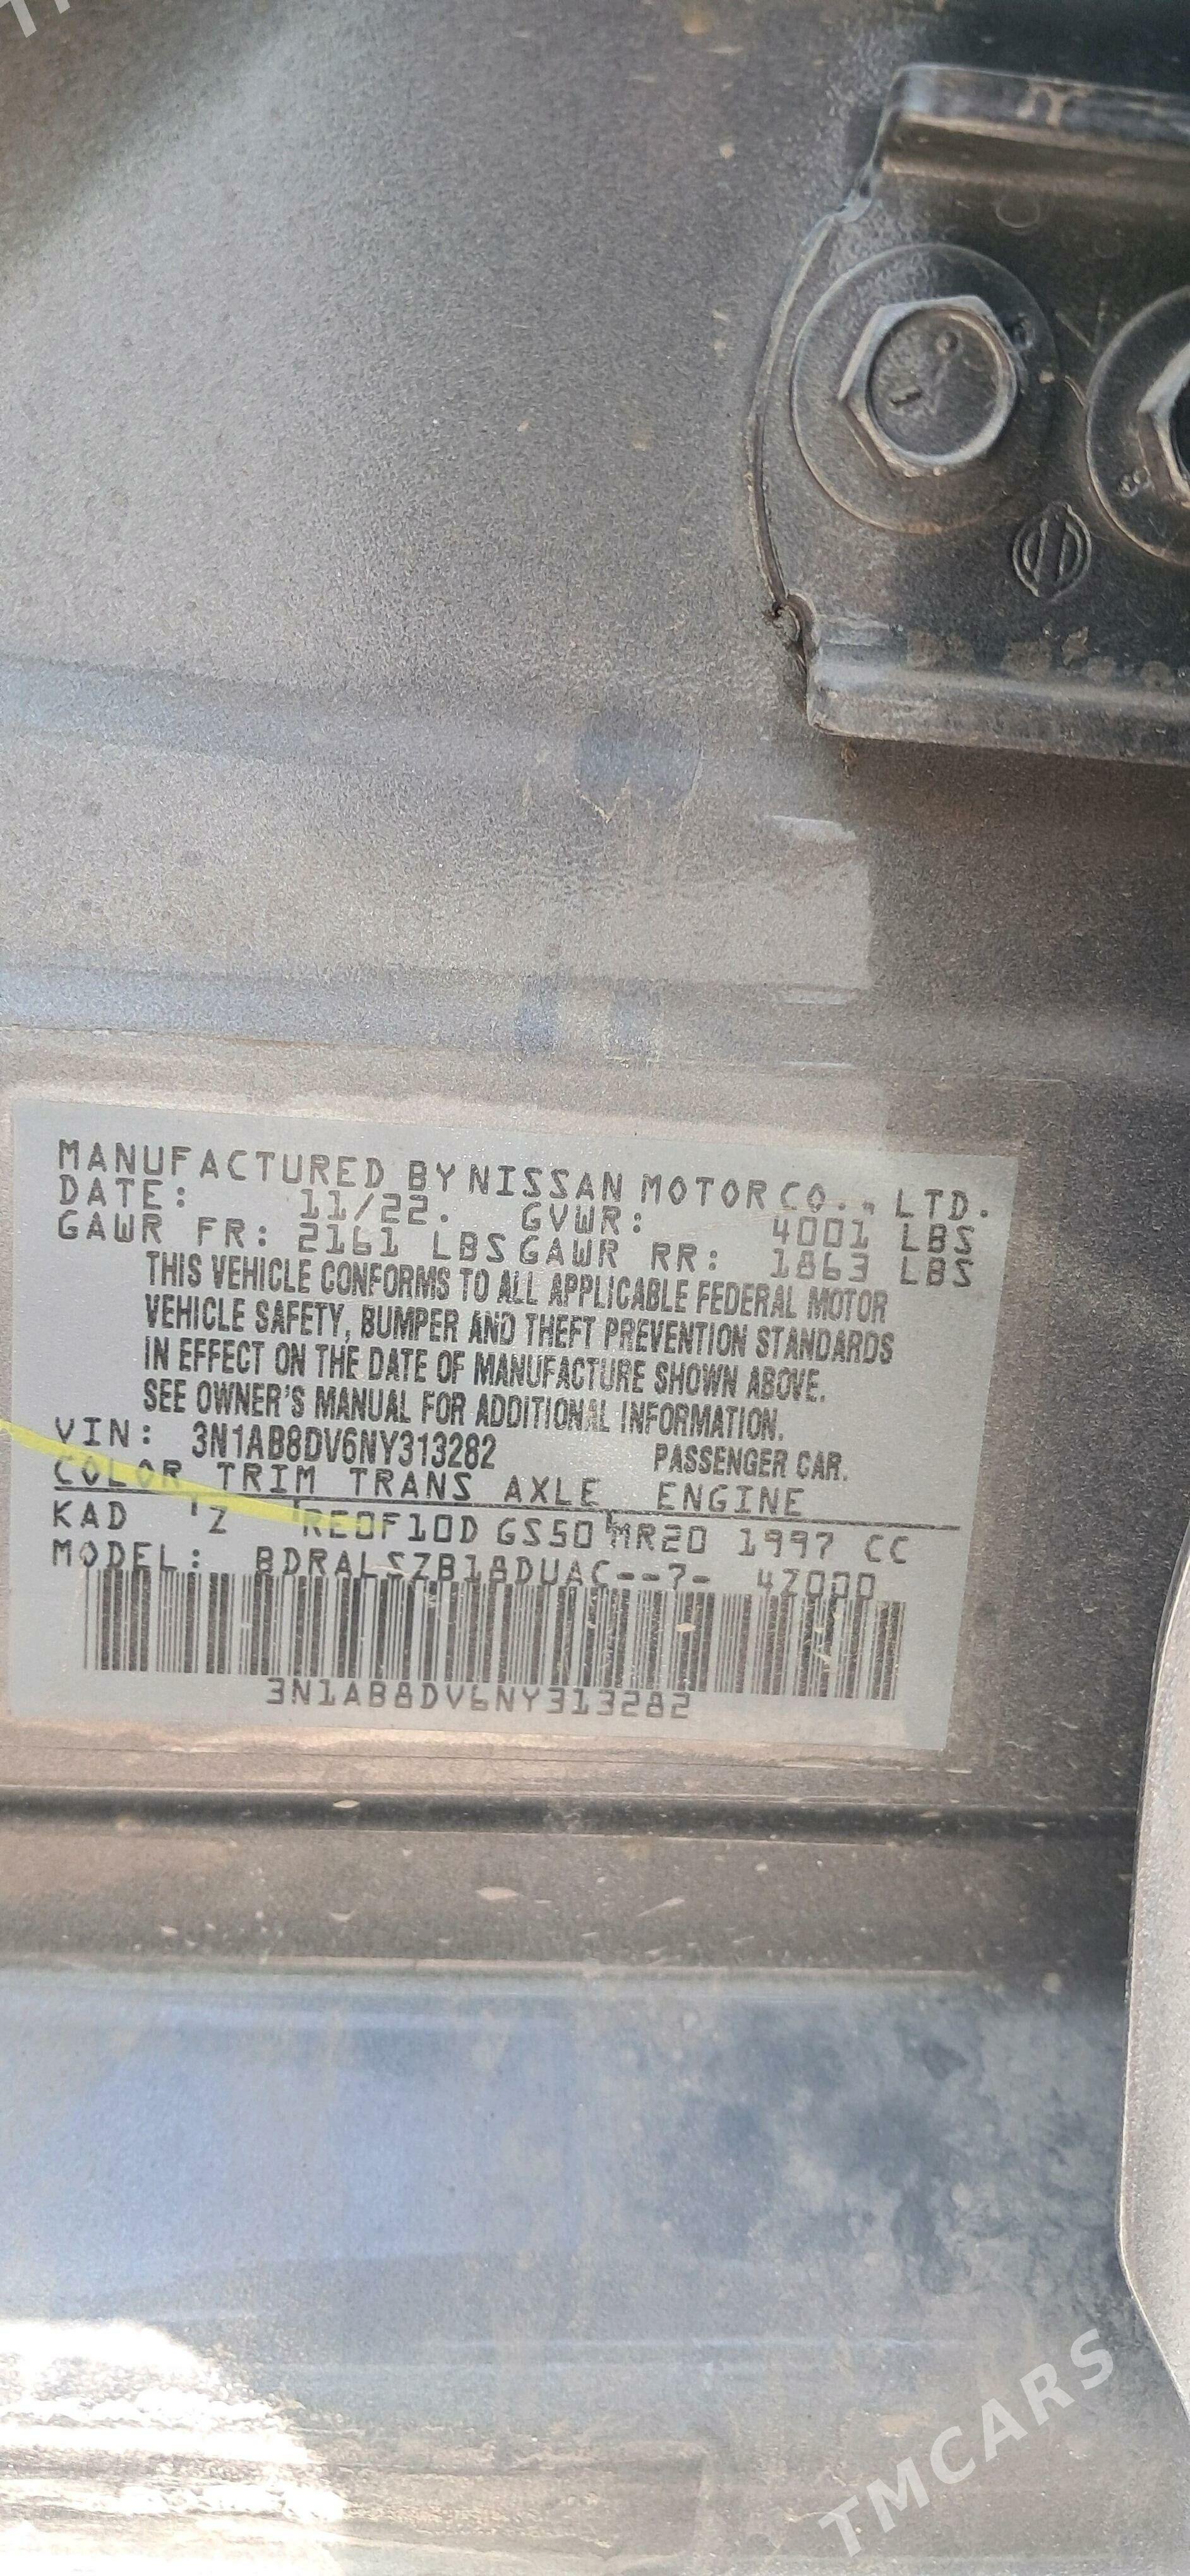 MANUFACTURED BY NISSAN MOTOR CO., LTD.
DATE: 11/22. GVWR: 4001 LBS
GAWR FR: 2161 LBS GAWR RR: 1863 LBS
THIS VEHICLE CONFORMS TO ALL APPLICABLE FEDERAL MOTOR
VEHICLE SAFETY, BUMPER AND THEFT PREVENTION STANDARDS
IN EFFECT ON THE DATE OF MANUFACTURE SHOWN ABOVE.
SEE OWNER'S MANUAL FOR ADDITIONAL INFORMATION.
VIN: 3N1AB8DV6NY313282 PASSENGER CAR.
COLOR TRIM TRANS AXLE ENGINE
KAD Z RE0F10D GS50 MR20 1997 CC
MODEL: BDRALSZB18DUAC--7- 4Z000
3N1AB8DV6NY313282
TMCARS